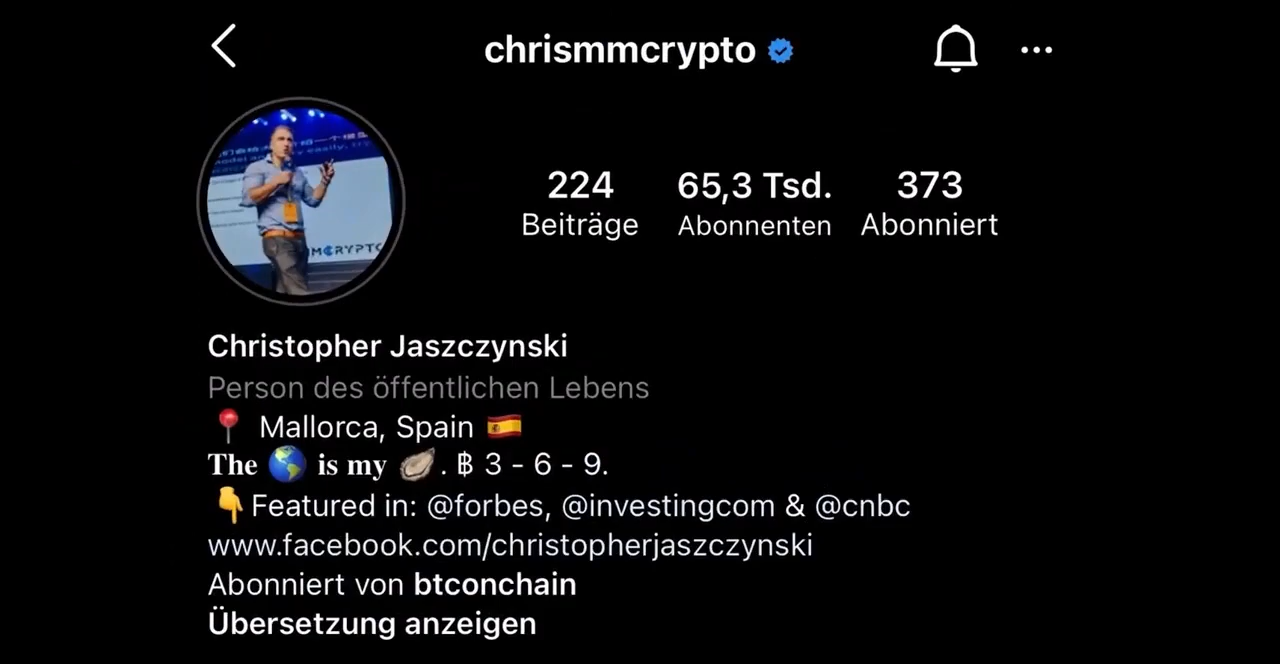 chrismmcrypto
224 65,3 Tsd. 373
Beiträge Abonnenten Abonniert
MCRYPTO
Christopher Jaszczynski
Person des öffentlichen Lebens
📍 Mallorca, Spain 🇪🇸
𝐓𝐡𝐞 🌎 𝐢𝐬 𝐦𝐲 🦪. ฿ 3 - 6 - 9.
👇Featured in: @forbes, @investingcom & @cnbc
www.facebook.com/christopherjaszczynski
Abonniert von btconchain
Übersetzung anzeigen